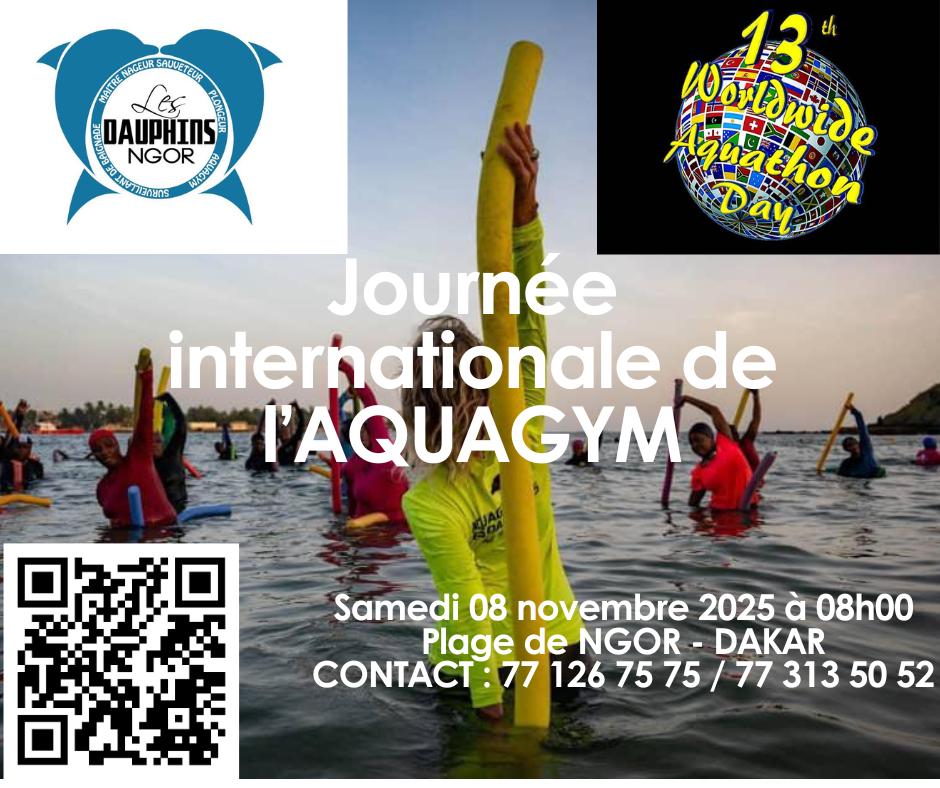 MAITRE NAGEUR SAUVETEUR
PLONGEUR
AQUAGYM
SURVEILLANT DE BAIGNADE
Les
DAUPHINS
NGOR
13th
Worldwide
Aquathon
Day
Journée
internationale de
l'AQUAGYM
Samedi 08 novembre 2025 à 08h00
Plage de NGOR - DAKAR
CONTACT : 77 126 75 75 / 77 313 50 52